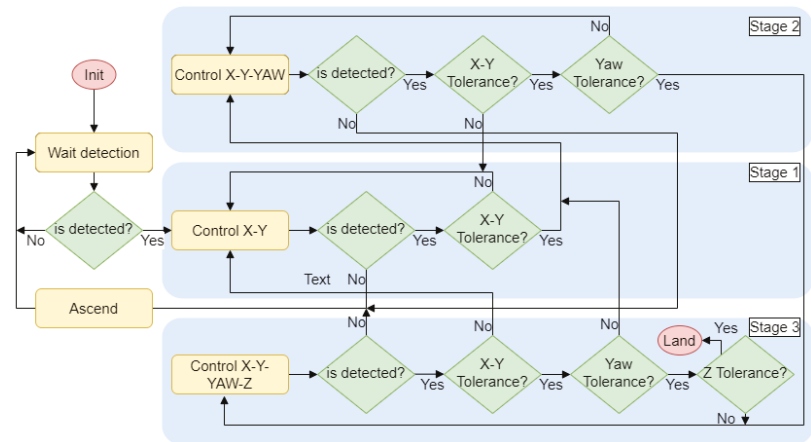 No
Stage 2
Init
Control X-Y-YAW
is detected?
X-Y
Tolerance?
Yaw
Tolerance?
Yes
Yes
Yes
No
No
Wait detection
Stage 1
No
is detected?
No
Yes
Control X-Y
is detected?
Yes
X-Y
Tolerance?
Yes
Text
No
Ascend
No
No
No
Yes
Stage 3
Land
Control X-Y-
YAW-Z
is detected?
Yes
X-Y
Tolerance?
Yes
Yaw
Tolerance?
Yes
Z Tolerance?
No